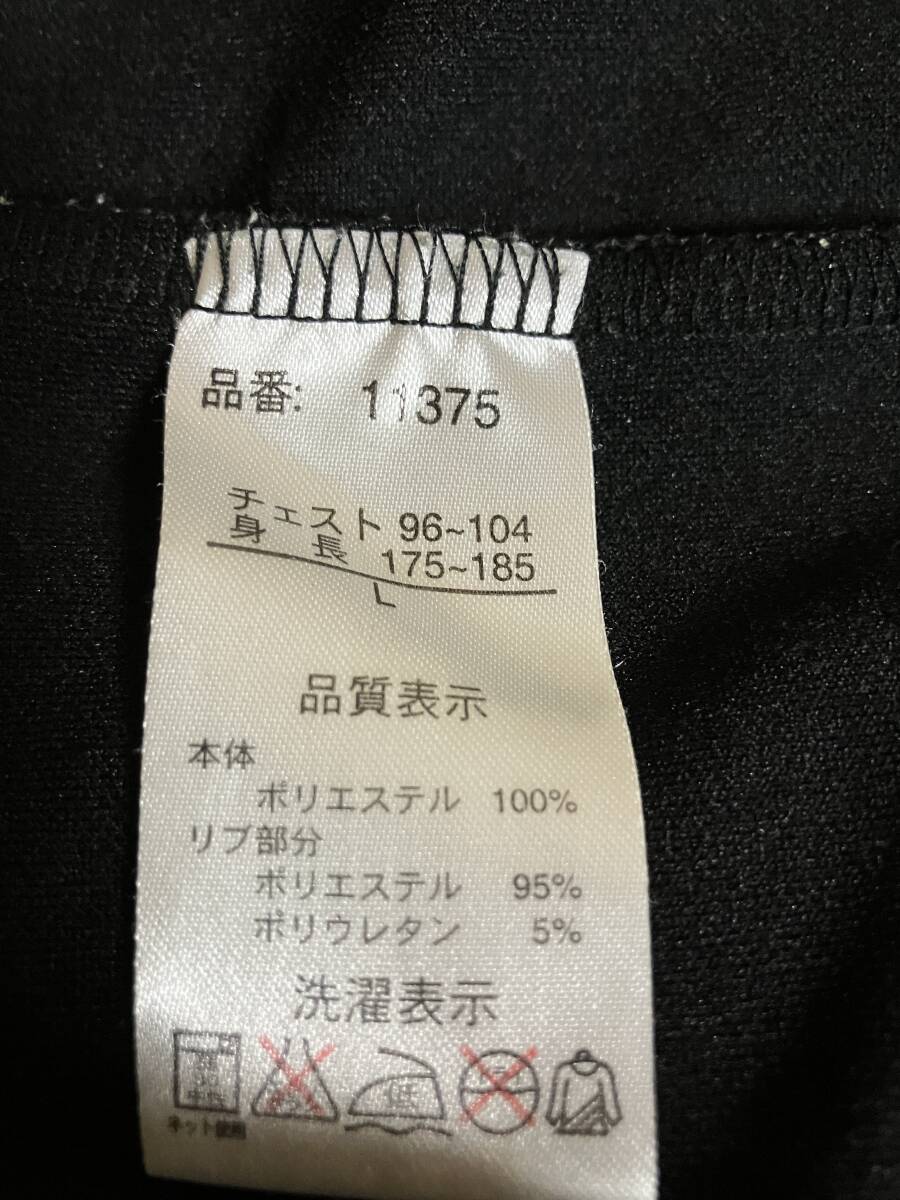 品番: 11375
チェスト 96~104
身長 175~185
L
品質表示
本体
ポリエステル 100%
リブ部分
ポリエステル 95%
ポリウレタン 5%
洗濯表示
低
ネット使用